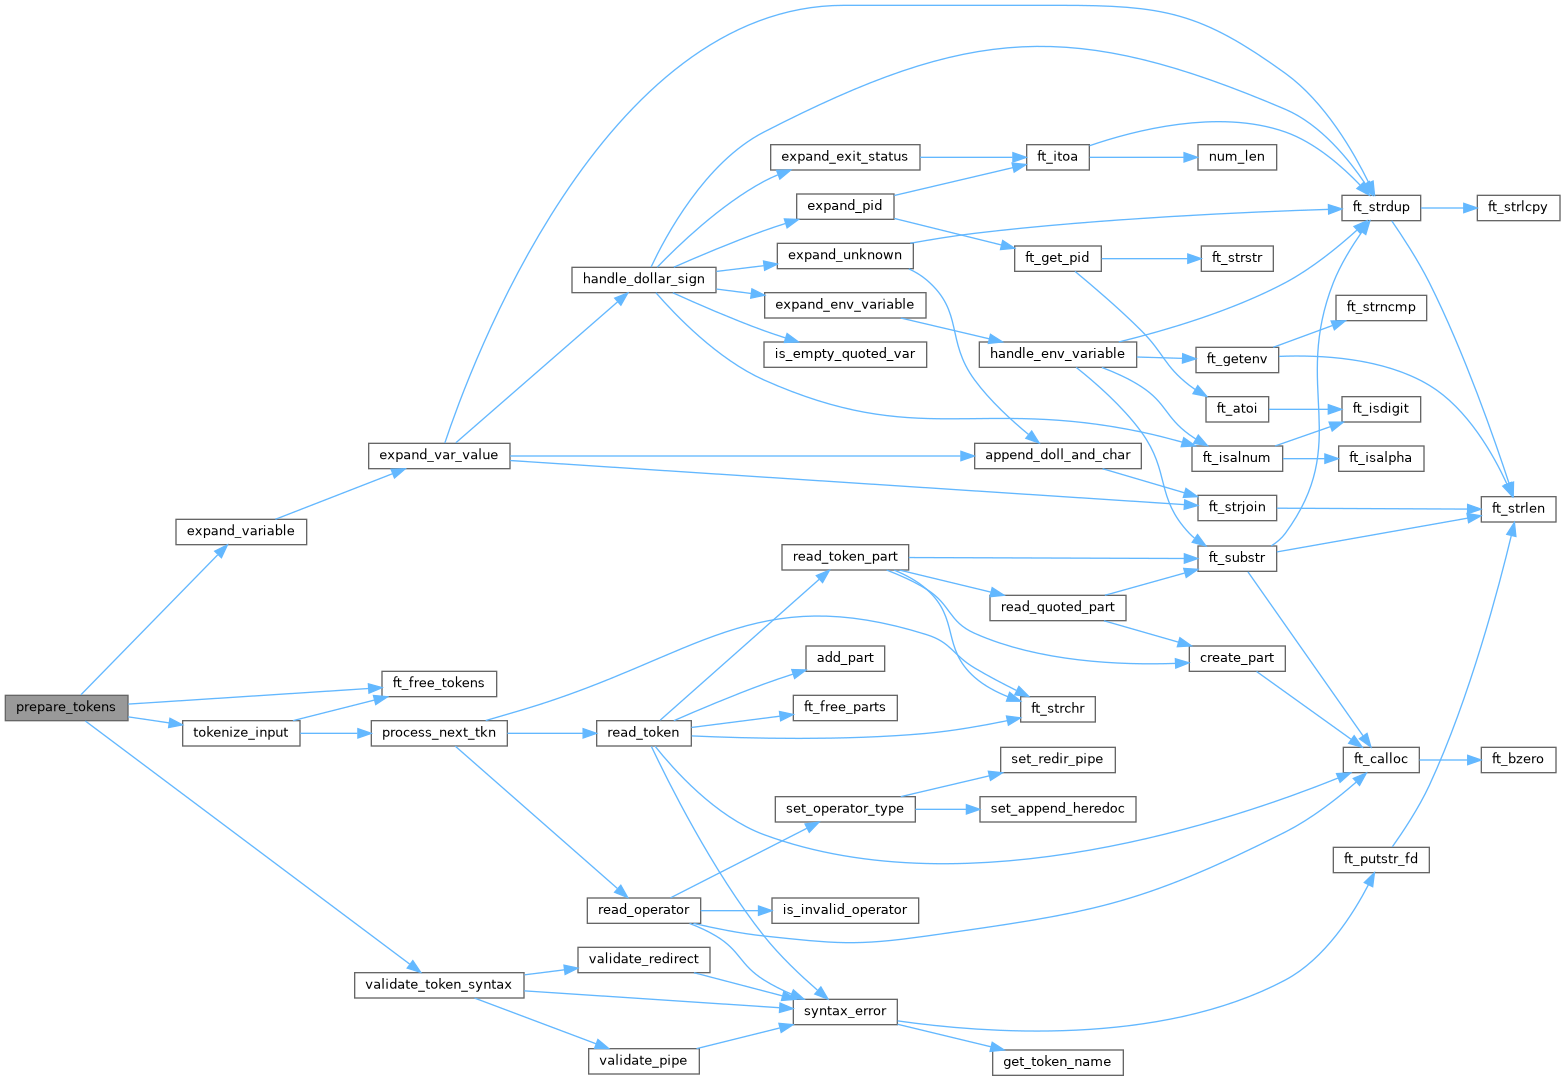 prepare_tokens
expand_variable
ft_free_tokens
tokenize_input
validate_token_syntax
expand_var_value
process_next_tkn
handle_dollar_sign
read_token
read_operator
validate_redirect
validate_pipe
expand_exit_status
expand_pid
expand_unknown
expand_env_variable
is_empty_quoted_var
read_token_part
add_part
ft_free_parts
set_operator_type
is_invalid_operator
syntax_error
ft_itoa
ft_get_pid
handle_env_variable
append_doll_and_char
read_quoted_part
ft_strchr
set_redir_pipe
set_append_heredoc
get_token_name
num_len
ft_strstr
ft_getenv
ft_atoi
ft_isalnum
ft_strjoin
ft_substr
create_part
ft_strdup
ft_strncmp
ft_isdigit
ft_isalpha
ft_calloc
ft_putstr_fd
ft_strlcpy
ft_strlen
ft_bzero